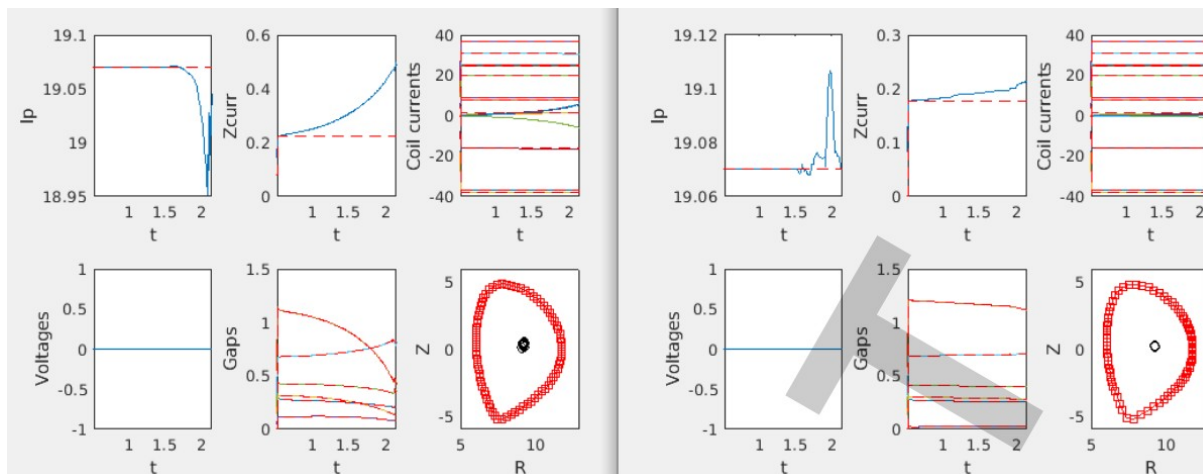 19.1
19.05
19
18.95
Ip
1 1.5 2
t
0.6
0.4
0.2
0
Zcurr
1 1.5 2
t
40
20
0
-20
-40
Coil currents
1 1.5 2
t
1
0.5
0
-0.5
-1
Voltages
1 1.5 2
t
1.5
1
0.5
0
Gaps
1 1.5 2
t
5
0
-5
Z
5 10
R
19.12
19.1
19.08
19.06
Ip
1 1.5 2
t
0.3
0.2
0.1
0
Zcurr
1 1.5 2
t
40
20
0
-20
-40
Coil currents
1 1.5 2
t
1
0.5
0
-0.5
-1
Voltages
1 1.5 2
t
1.5
1
0.5
0
Gaps
1 1.5 2
t
5
0
-5
Z
5 10
R
T